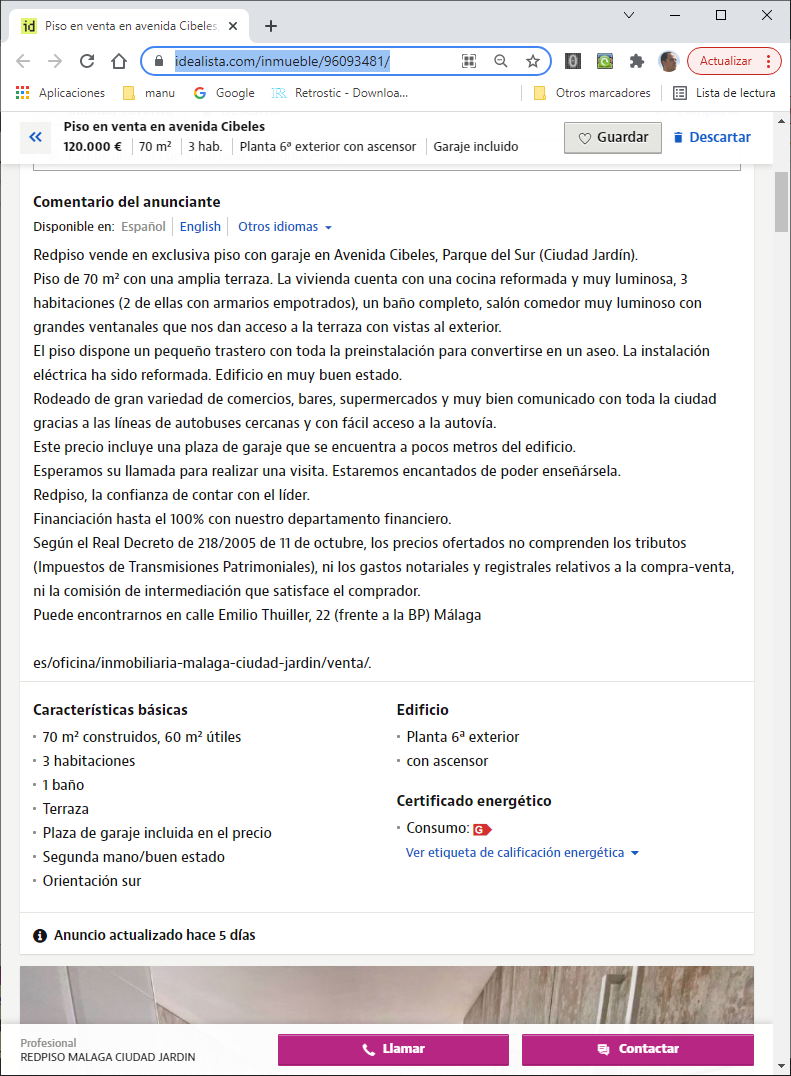 id Piso en venta en avenida Cibeles,
idealista.com/inmueble/96093481/
Actualizar
Aplicaciones manu Google Retrostic - Downloa... Otros marcadores Lista de lectura
Piso en venta en avenida Cibeles
120.000 € 70 m² 3 hab. Planta 6ª exterior con ascensor Garaje incluido
Guardar Descartar
Comentario del anunciante
Disponible en: Español English Otros idiomas
Redpiso vende en exclusiva piso con garaje en Avenida Cibeles, Parque del Sur (Ciudad Jardín).
Piso de 70 m² con una amplia terraza. La vivienda cuenta con una cocina reformada y muy luminosa, 3
habitaciones (2 de ellas con armarios empotrados), un baño completo, salón comedor muy luminoso con
grandes ventanales que nos dan acceso a la terraza con vistas al exterior.
El piso dispone un pequeño trastero con toda la preinstalación para convertirse en un aseo. La instalación
eléctrica ha sido reformada. Edificio en muy buen estado.
Rodeado de gran variedad de comercios, bares, supermercados y muy bien comunicado con toda la ciudad
gracias a las líneas de autobuses cercanas y con fácil acceso a la autovía.
Este precio incluye una plaza de garaje que se encuentra a pocos metros del edificio.
Esperamos su llamada para realizar una visita. Estaremos encantados de poder enseñársela.
Redpiso, la confianza de contar con el líder.
Financiación hasta el 100% con nuestro departamento financiero.
Según el Real Decreto de 218/2005 de 11 de octubre, los precios ofertados no comprenden los tributos
(Impuestos de Transmisiones Patrimoniales), ni los gastos notariales y registrales relativos a la compra-venta,
ni la comisión de intermediación que satisface el comprador.
Puede encontrarnos en calle Emilio Thuiller, 22 (frente a la BP) Málaga
es/oficina/inmobiliaria-malaga-ciudad-jardin/venta/.
Características básicas
70 m² construidos, 60 m² útiles
3 habitaciones
1 baño
Terraza
Plaza de garaje incluida en el precio
Segunda mano/buen estado
Orientación sur
Edificio
Planta 6ª exterior
con ascensor
Certificado energético
Consumo: G
Ver etiqueta de calificación energética
Anuncio actualizado hace 5 días
Profesional
REDPISO MALAGA CIUDAD JARDIN
Llamar
Contactar